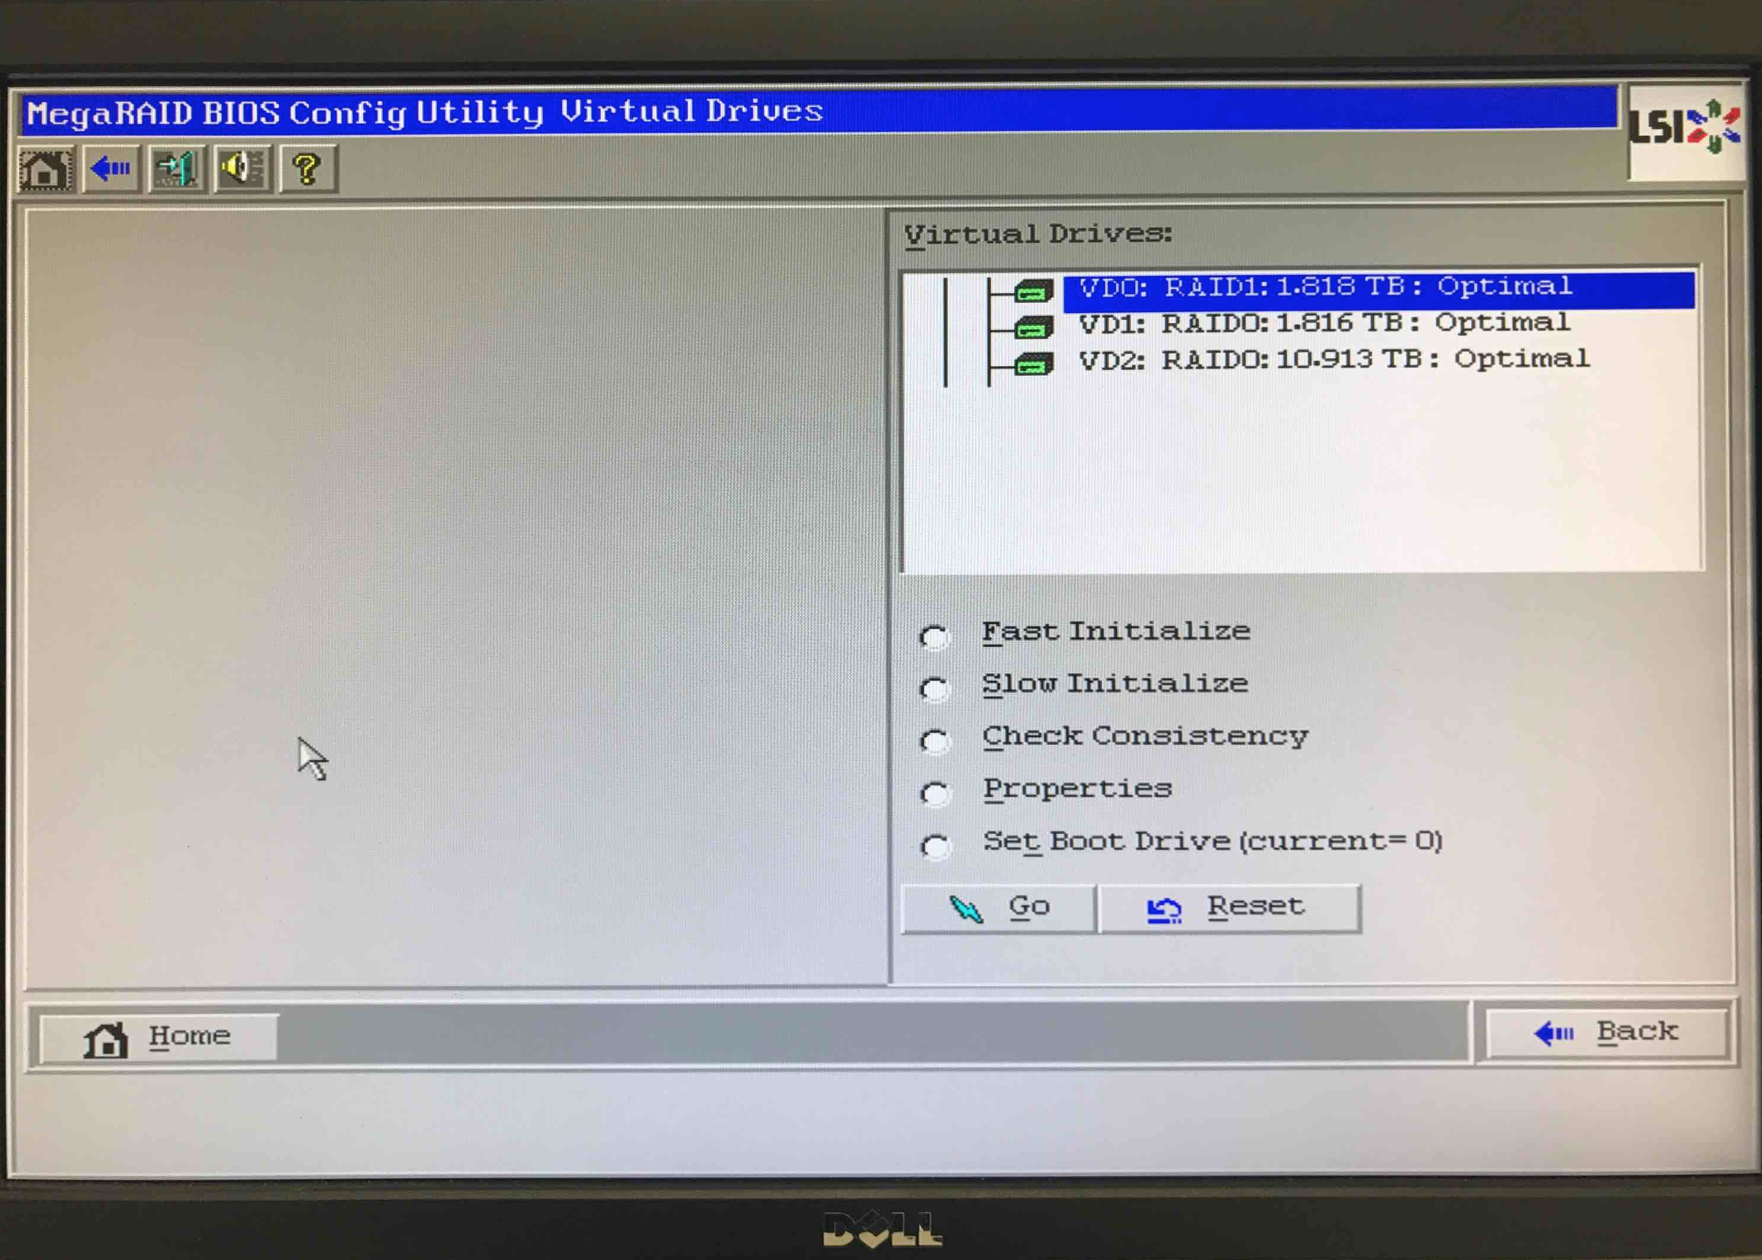 MegaRAID BIOS Config Utility Virtual Drives
LSI
?
Virtual Drives:
VD0: RAID1: 1.818 TB: Optimal
VD1: RAID0: 1.816 TB: Optimal
VD2: RAID0: 10.913 TB: Optimal
Fast Initialize
Slow Initialize
Check Consistency
Properties
Set Boot Drive (current= 0)
Go
Reset
Home
Back
DELL